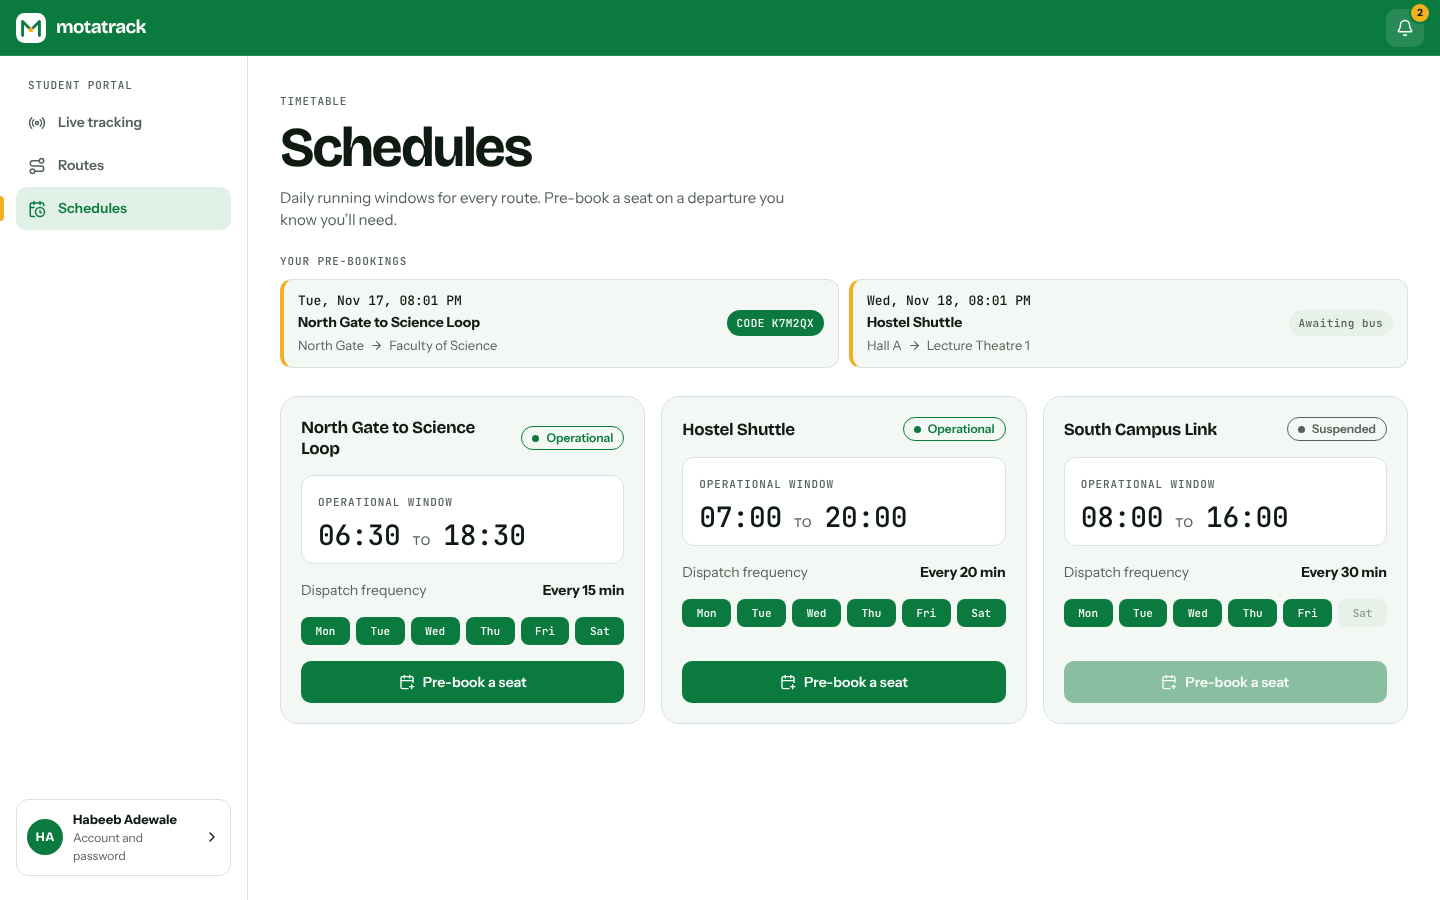 motatrack
2
STUDENT PORTAL
Live tracking
Routes
Schedules
TIMETABLE
Schedules
Daily running windows for every route. Pre-book a seat on a departure you
know you'll need.
YOUR PRE-BOOKINGS
Tue, Nov 17, 08:01 PM
North Gate to Science Loop
North Gate → Faculty of Science
CODE K7M2QX
Wed, Nov 18, 08:01 PM
Hostel Shuttle
Hall A → Lecture Theatre 1
Awaiting bus
North Gate to Science
Loop
Operational
OPERATIONAL WINDOW
06:30 TO 18:30
Dispatch frequency Every 15 min
Mon Tue Wed Thu Fri Sat
Pre-book a seat
Hostel Shuttle
Operational
OPERATIONAL WINDOW
07:00 TO 20:00
Dispatch frequency Every 20 min
Mon Tue Wed Thu Fri Sat
Pre-book a seat
South Campus Link
Suspended
OPERATIONAL WINDOW
08:00 TO 16:00
Dispatch frequency Every 30 min
Mon Tue Wed Thu Fri Sat
Pre-book a seat
HA
Habeeb Adewale
Account and
password